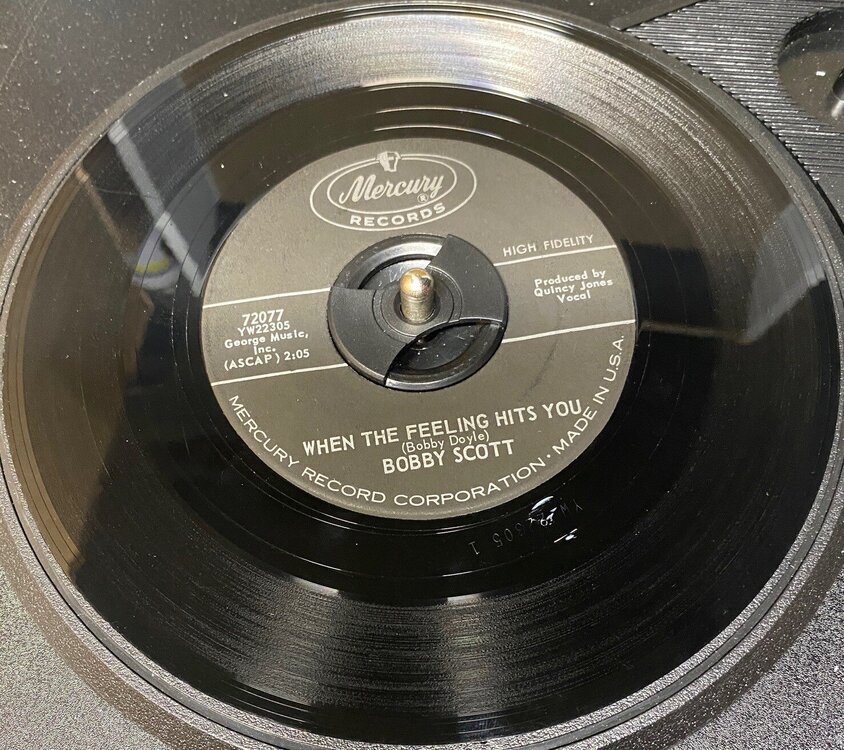 Mercury ®
RECORDS
HIGH FIDELITY
Produced by
Quincy Jones
Vocal
72077
YW22305
George Music,
Inc.
(ASCAP) 2:05
WHEN THE FEELING HITS YOU
(Bobby Doyle)
BOBBY SCOTT
MERCURY RECORD CORPORATION · MADE IN U.S.A.